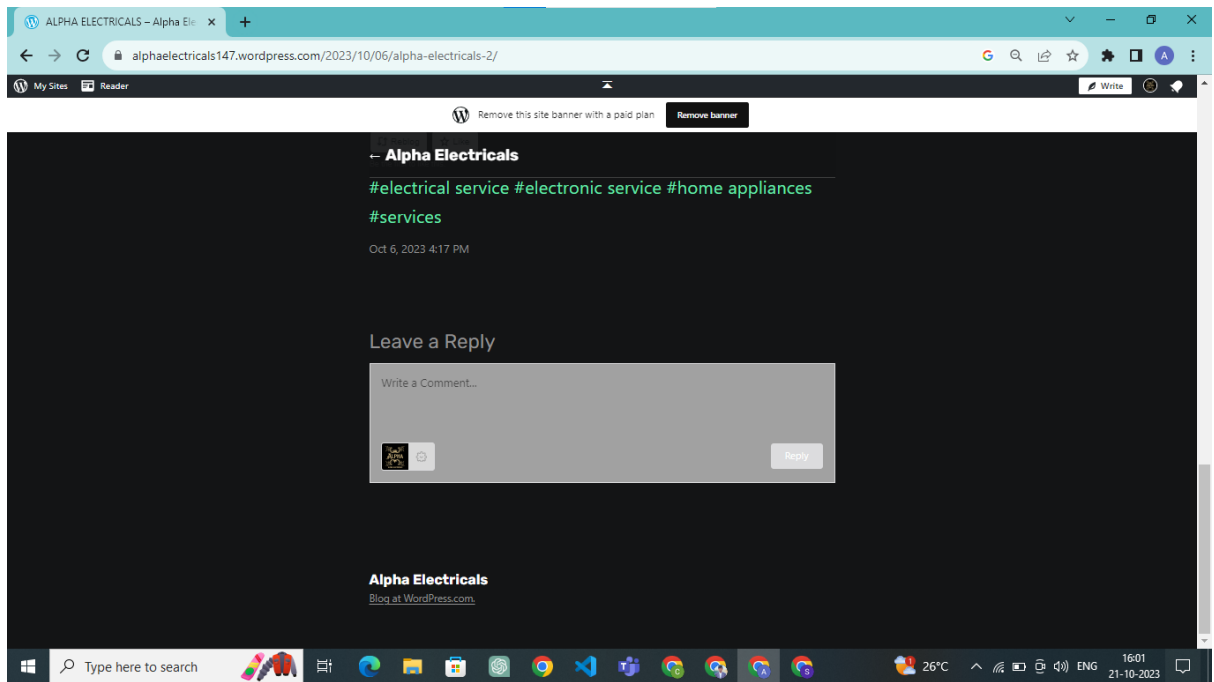 ALPHA ELECTRICALS – Alpha Ele
alphaelectricals147.wordpress.com/2023/10/06/alpha-electricals-2/
G
A
My Sites Reader Write
Remove this site banner with a paid plan Remove banner
← Alpha Electricals
#electrical service #electronic service #home appliances
#services
Oct 6, 2023 4:17 PM
Leave a Reply
Write a Comment...
ALPHA
Reply
Alpha Electricals
Blog at WordPress.com.
Type here to search 26°C ENG 16:01
21-10-2023